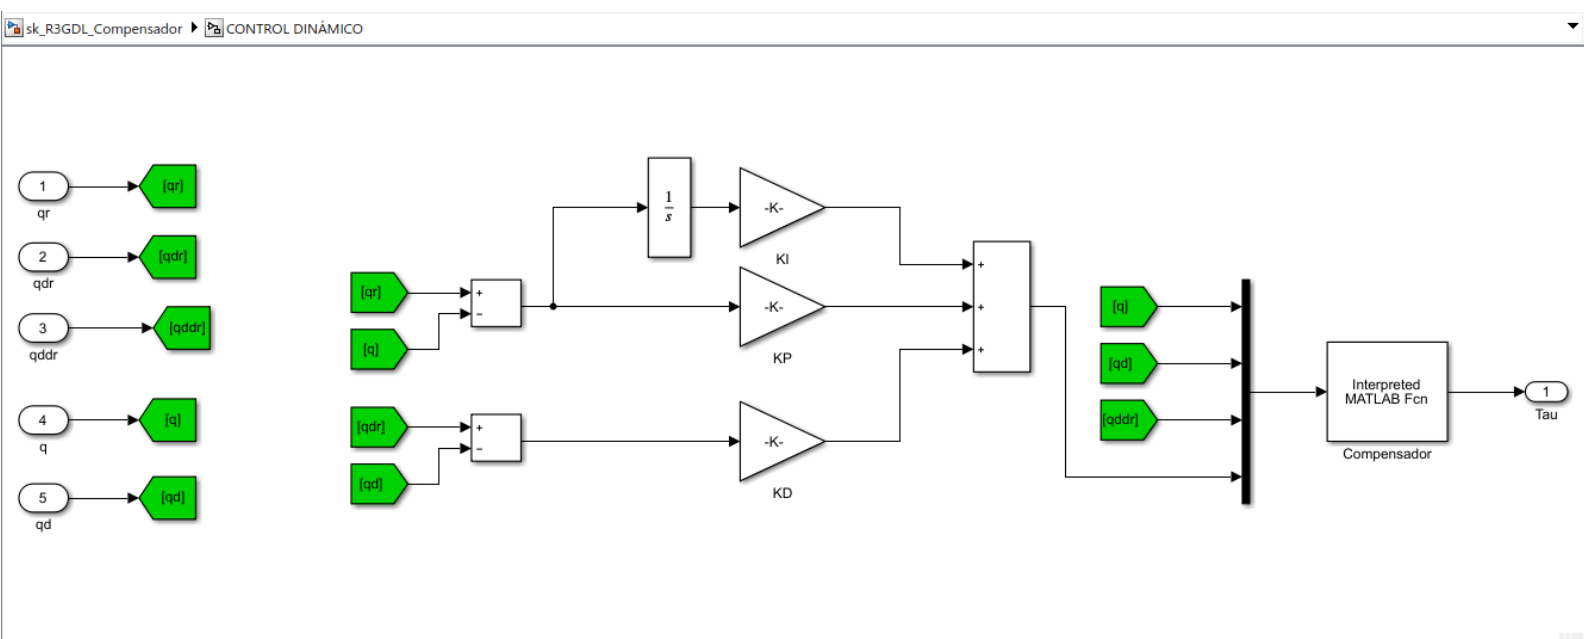 sk_R3GDL_Compensador CONTROL DINÁMICO
1
[qr]
qr
2
[qdr]
qdr
3
[qddr]
qddr
4
[q]
q
5
[qd]
qd
[qr]
+
−
[q]
[qdr]
+
−
[qd]
1
s
-K-
KI
-K-
KP
-K-
KD
+
+
+
[q]
[qd]
[qddr]
Interpreted
MATLAB Fcn
Compensador
1
Tau